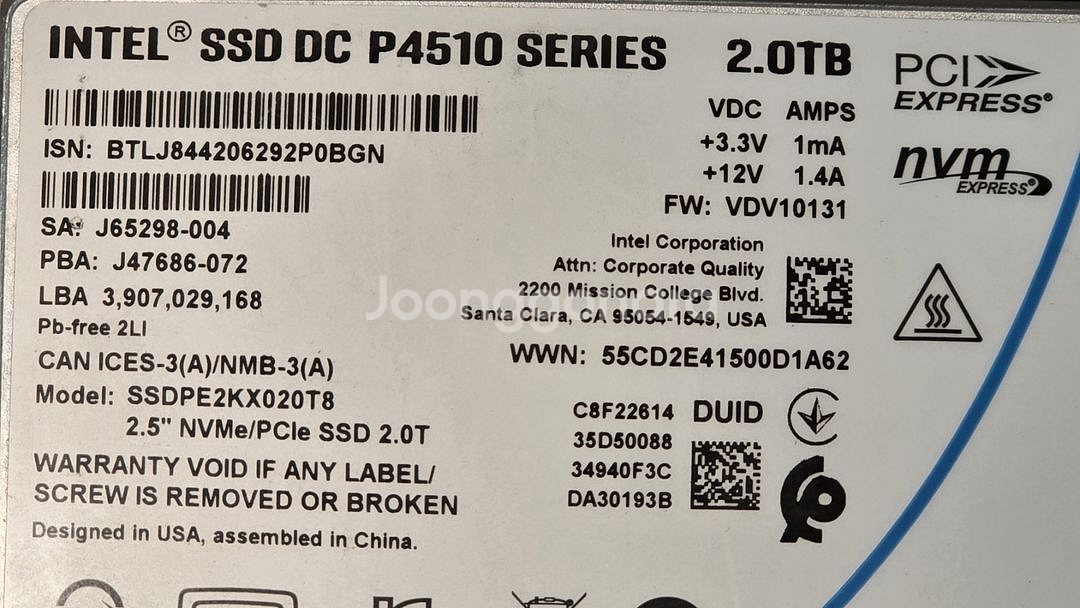 INTEL® SSD DC P4510 SERIES 2.0TB
PCI EXPRESS®
VDC AMPS
+3.3V 1mA
+12V 1.4A
FW: VDV10131
nvm EXPRESS®
ISN: BTLJ844206292P0BGN
SA: J65298-004
PBA: J47686-072
LBA 3,907,029,168
Pb-free 2LI
Intel Corporation
Attn: Corporate Quality
2200 Mission College Blvd.
Santa Clara, CA 95054-1549, USA
WWN: 55CD2E41500D1A62
CAN ICES-3(A)/NMB-3(A)
Model: SSDPE2KX020T8
2.5" NVMe/PCIe SSD 2.0T
C8F22614 DUID
35D50088
34940F3C
DA30193B
WARRANTY VOID IF ANY LABEL/
SCREW IS REMOVED OR BROKEN
Designed in USA, assembled in China.